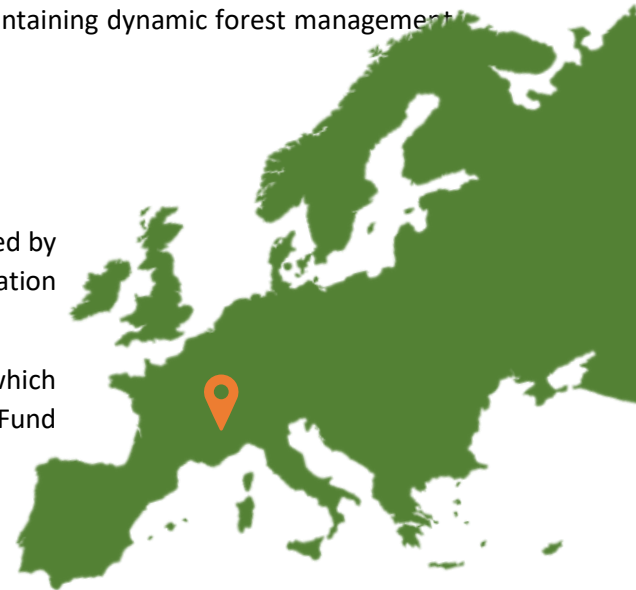 ntaining dynamic forest management
ed by
ation
which
Fund